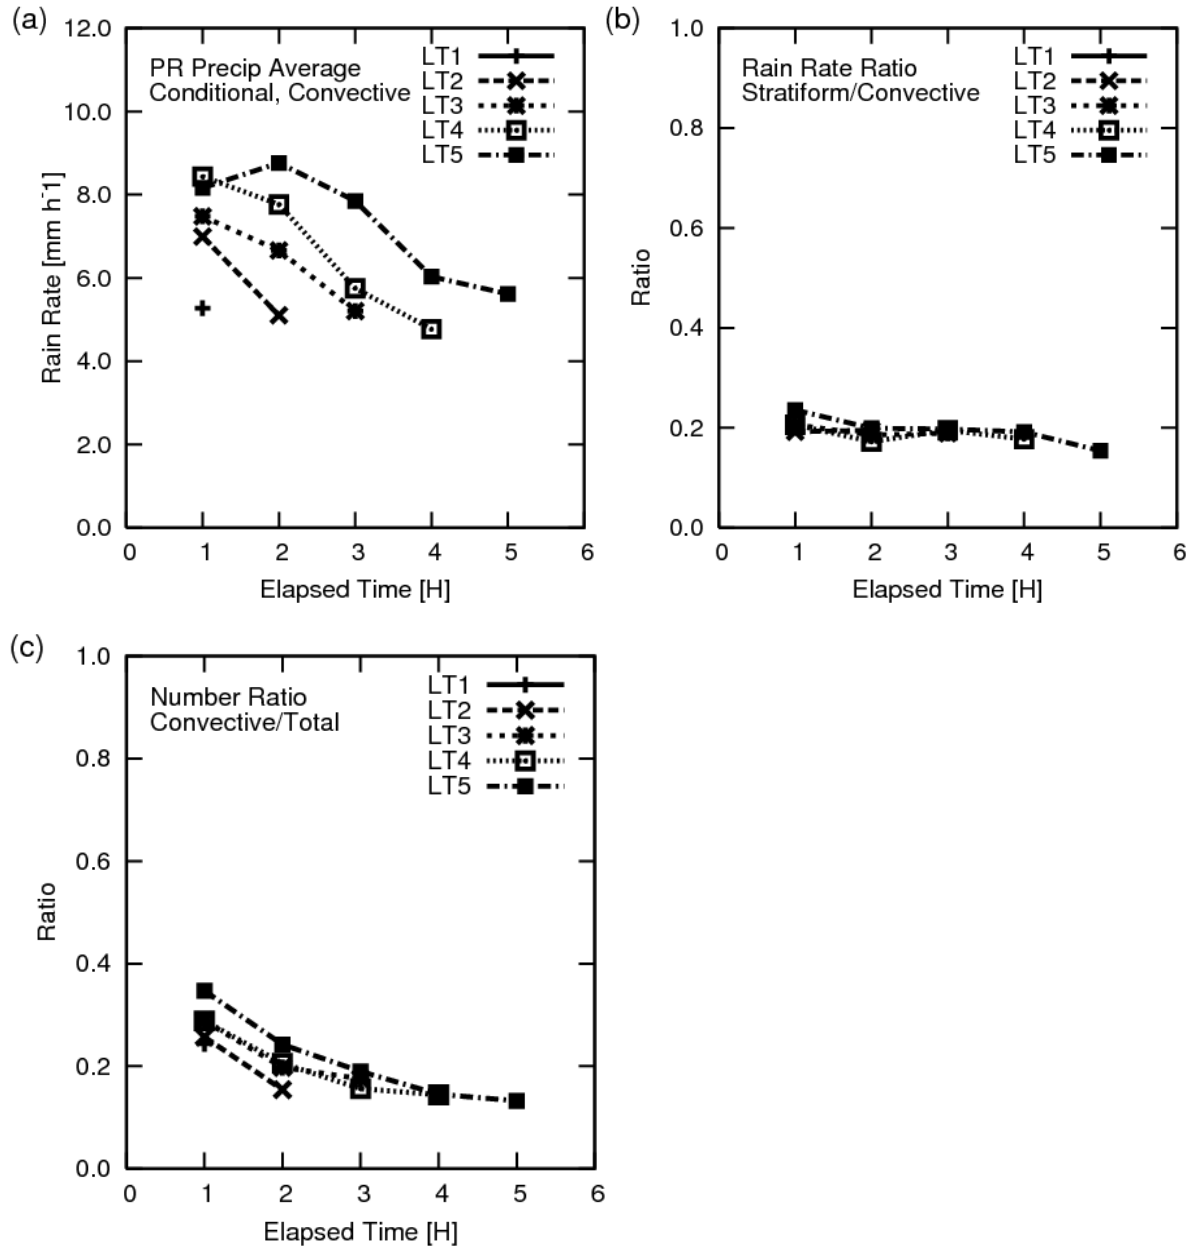 (a)
12.0
10.0
8.0
6.0
4.0
2.0
0.0
Rain Rate [mm h⁻1]
PR Precip Average
Conditional, Convective
LT1
LT2
LT3
LT4
LT5
0 1 2 3 4 5 6
Elapsed Time [H]
(b)
1.0
0.8
0.6
0.4
0.2
0.0
Ratio
Rain Rate Ratio
Stratiform/Convective
LT1
LT2
LT3
LT4
LT5
0 1 2 3 4 5 6
Elapsed Time [H]
(c)
1.0
0.8
0.6
0.4
0.2
0.0
Ratio
Number Ratio
Convective/Total
LT1
LT2
LT3
LT4
LT5
0 1 2 3 4 5 6
Elapsed Time [H]